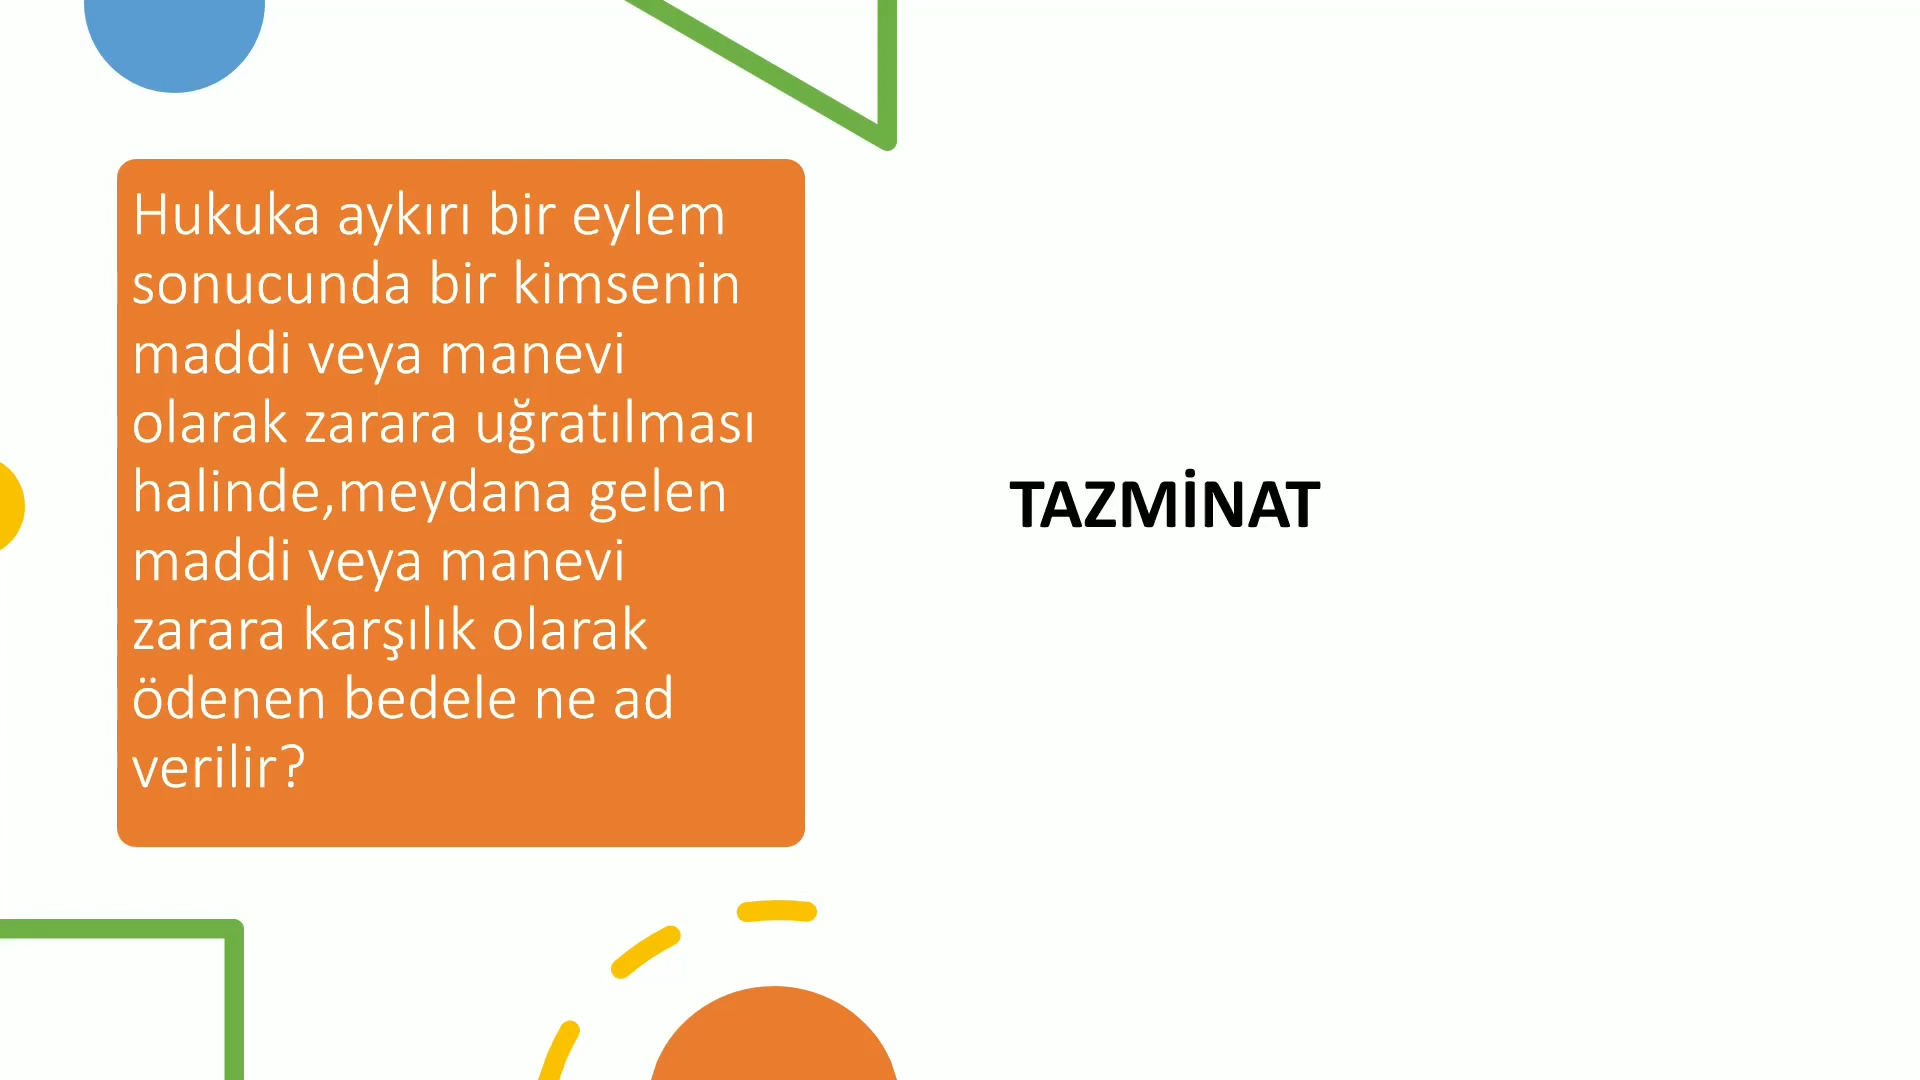 Hukuka aykırı bir eylem
sonucunda bir kimsenin
maddi veya manevi
olarak zarara uğratılması
halinde,meydana gelen
maddi veya manevi
zarara karşılık olarak
ödenen bedele ne ad
verilir?
TAZMİNAT